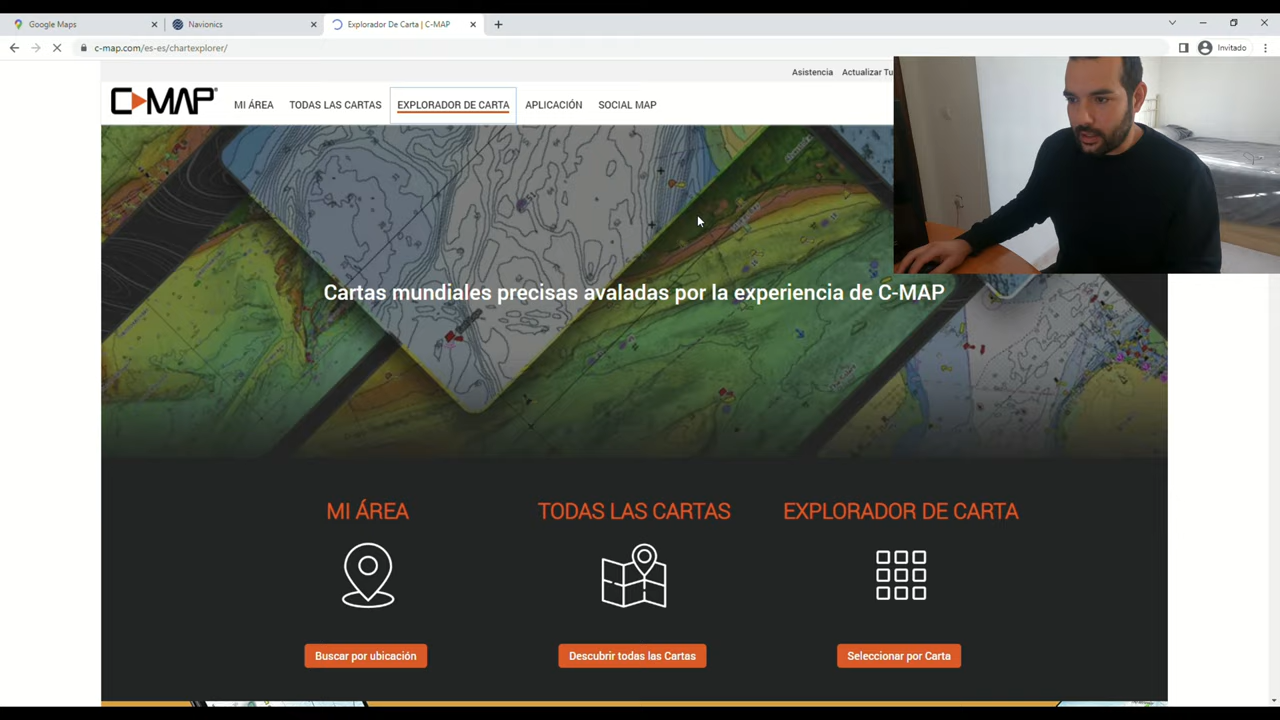 Google Maps
Navionics
Explorador De Carta | C-MAP
c-map.com/es-es/chartexplorer/
Invitado
Asistencia
Actualizar Tu
C-MAP
MI ÁREA
TODAS LAS CARTAS
EXPLORADOR DE CARTA
APLICACIÓN
SOCIAL MAP
Cartas mundiales precisas avaladas por la experiencia de C-MAP
MI ÁREA
TODAS LAS CARTAS
EXPLORADOR DE CARTA
Buscar por ubicación
Descubrir todas las Cartas
Seleccionar por Carta